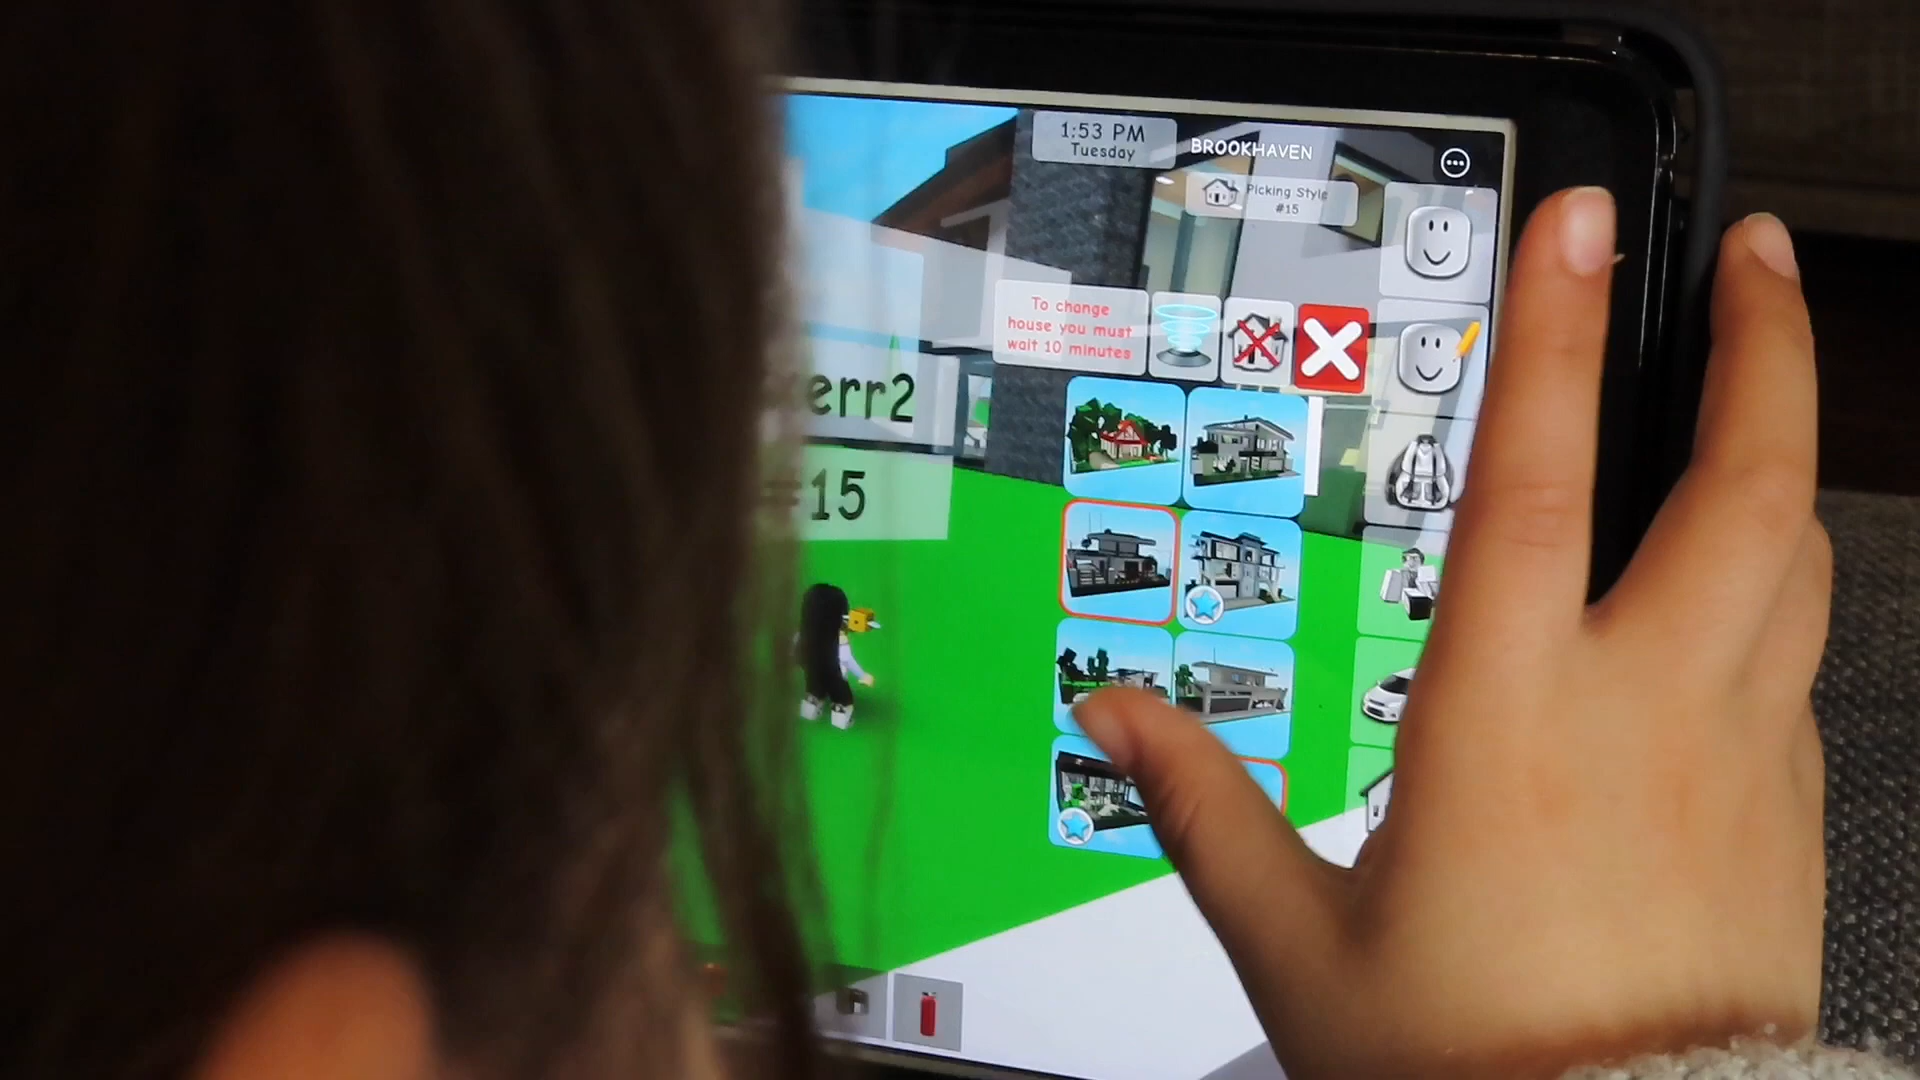 1:53 PM
Tuesday
BROOKHAVEN
Picking Style
#15
To change
house you must
wait 10 minutes
err2
#15